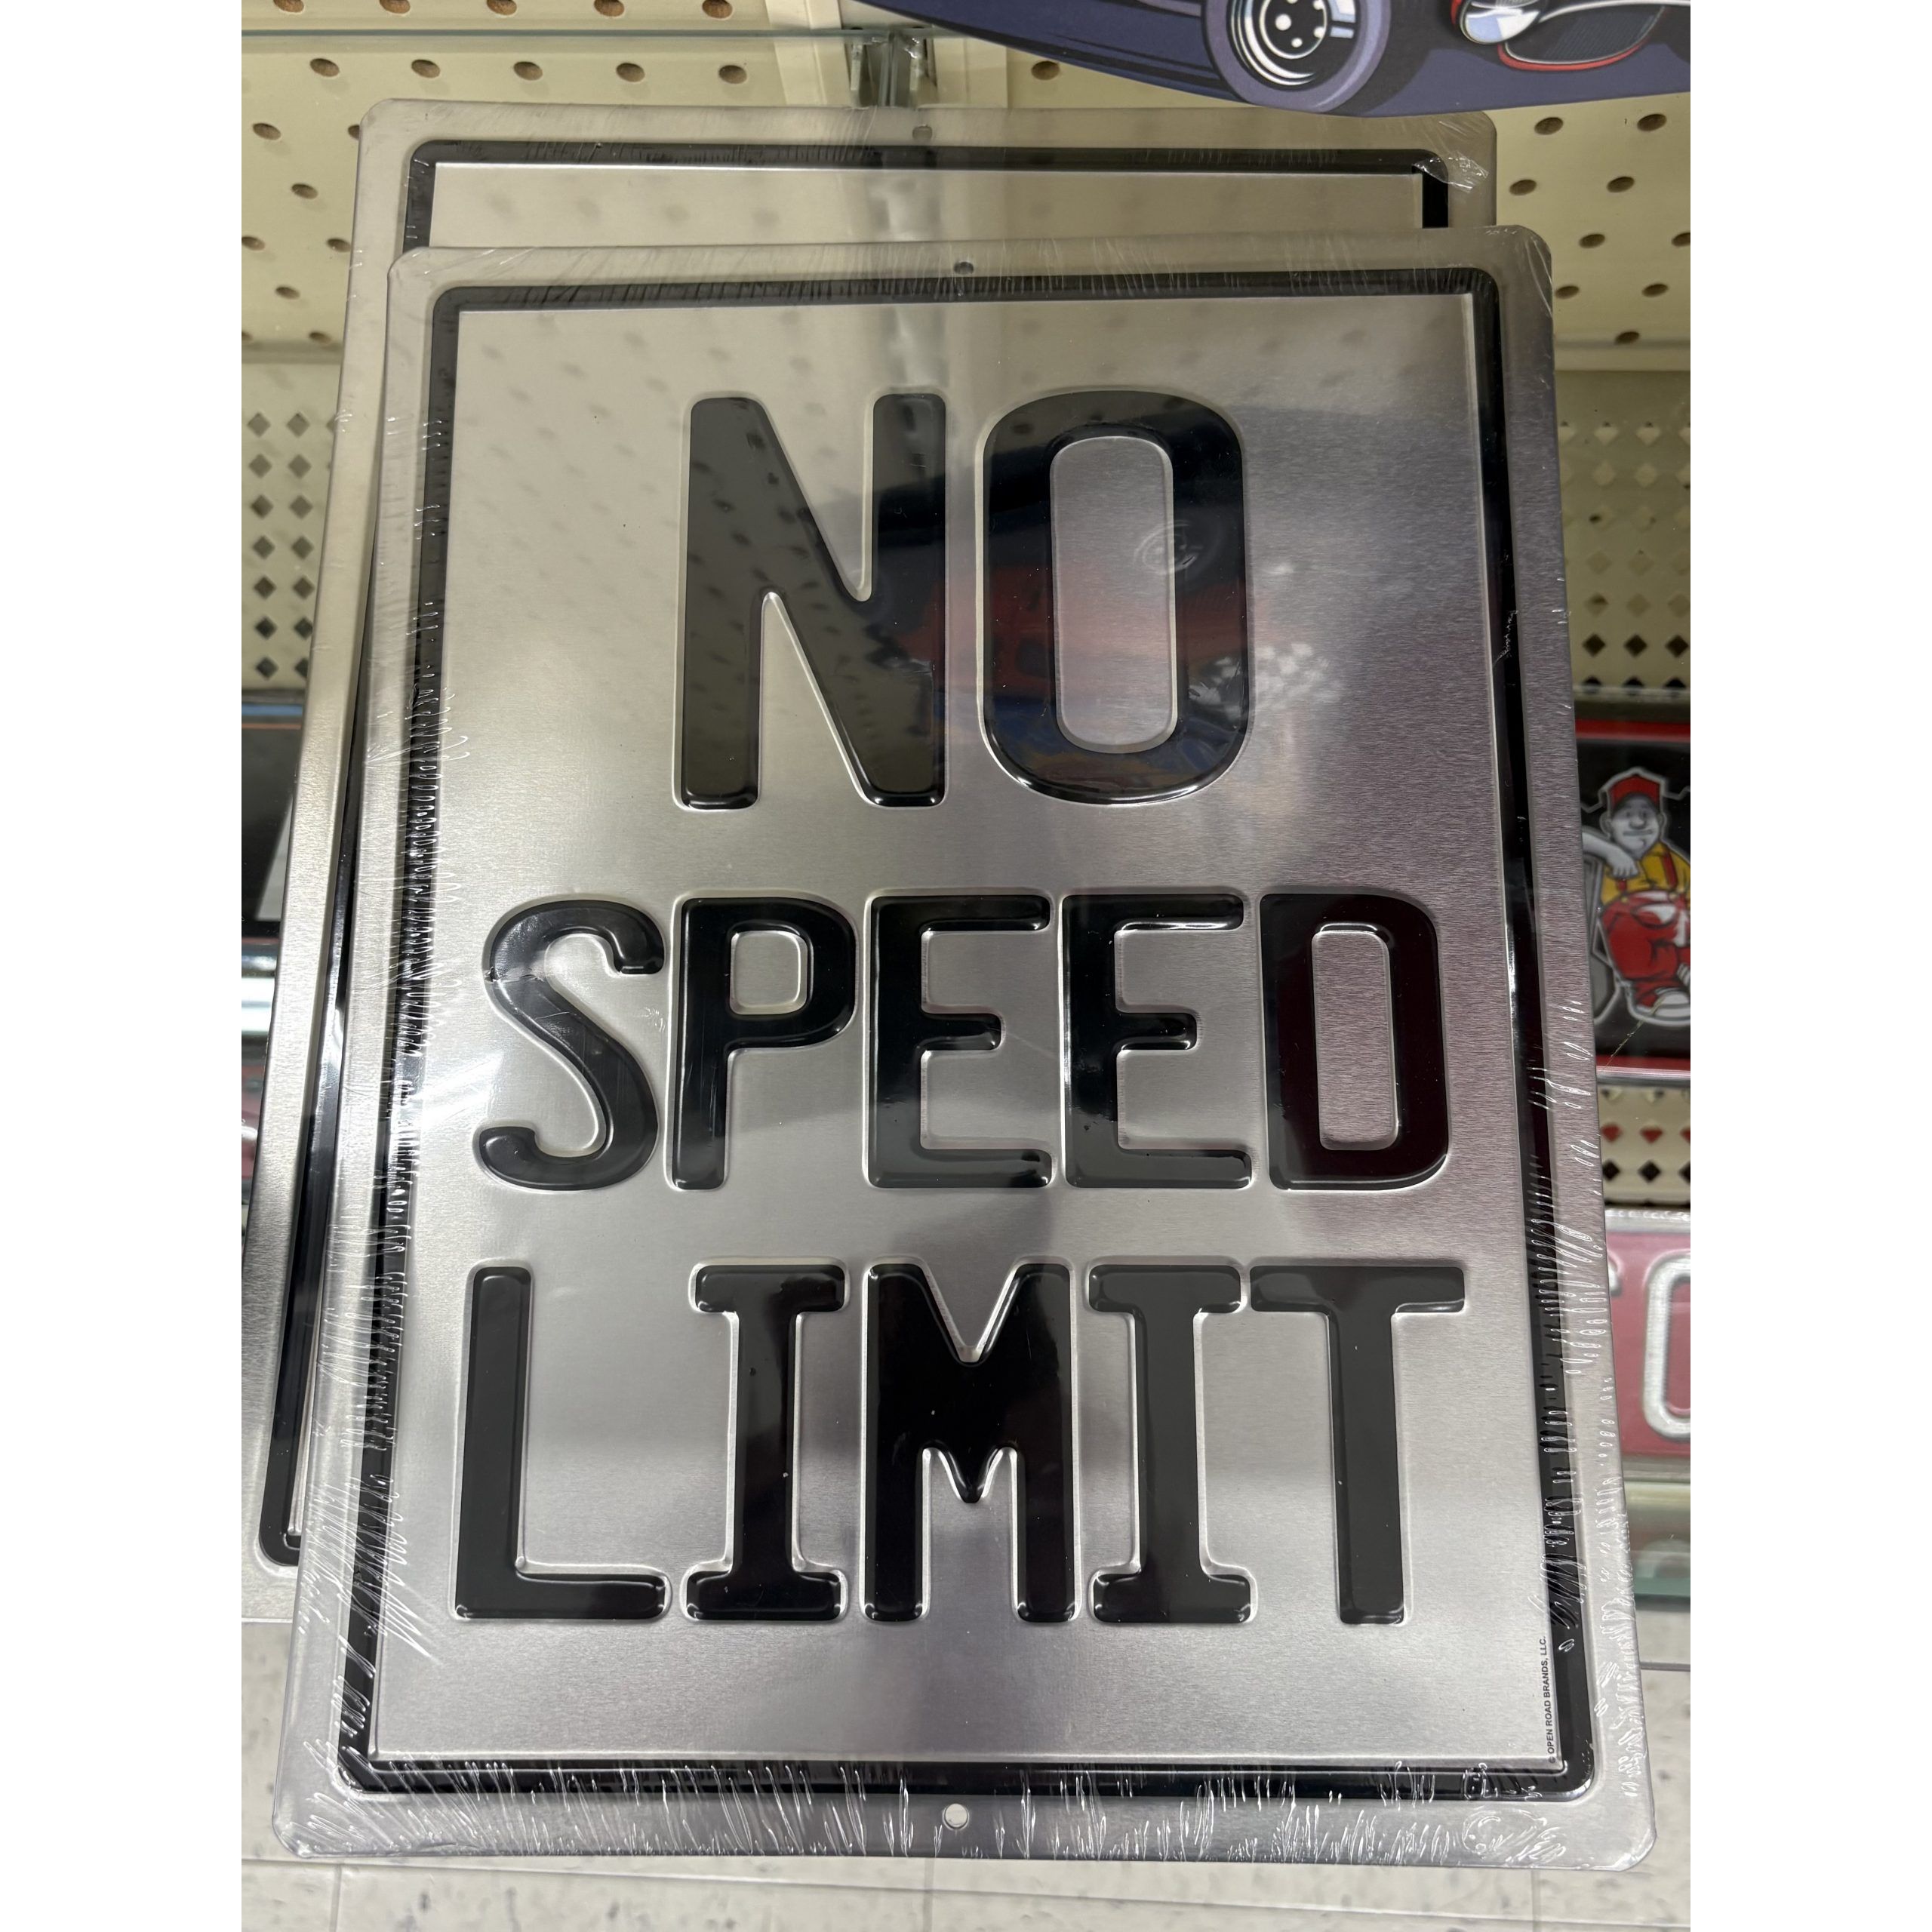 NO
SPEED
LIMIT
© OPEN ROAD BRANDS, LLC.